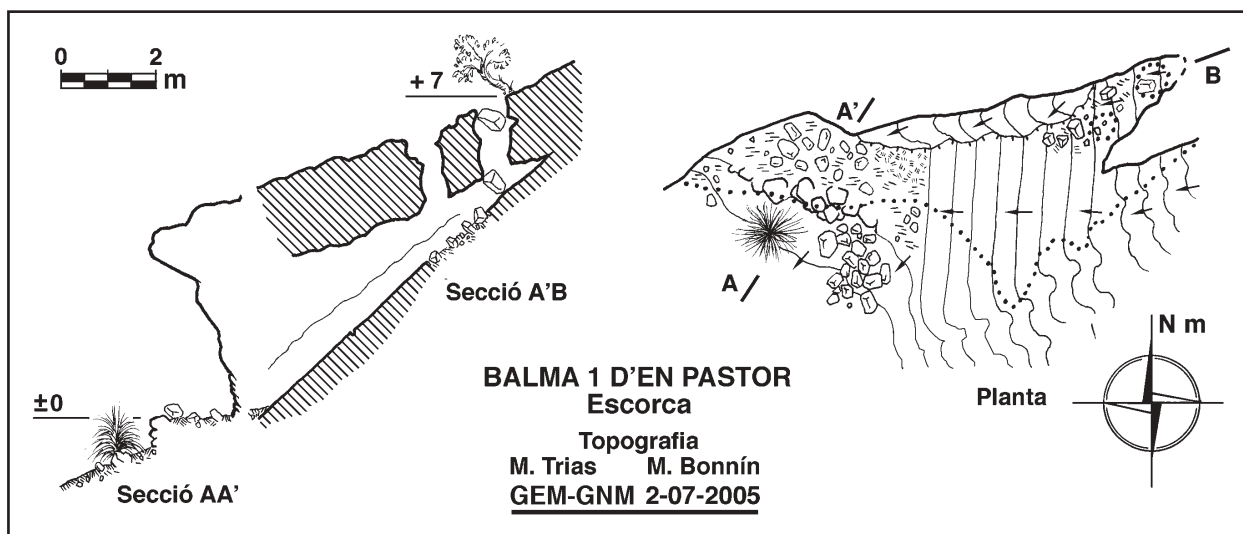 0 2
m
+7
Secció A'B
±0
Secció AA'
BALMA 1 D'EN PASTOR
Escorca
Topografia
M. Trias M. Bonnín
GEM-GNM 2-07-2005
A'
B
A
N m
Planta